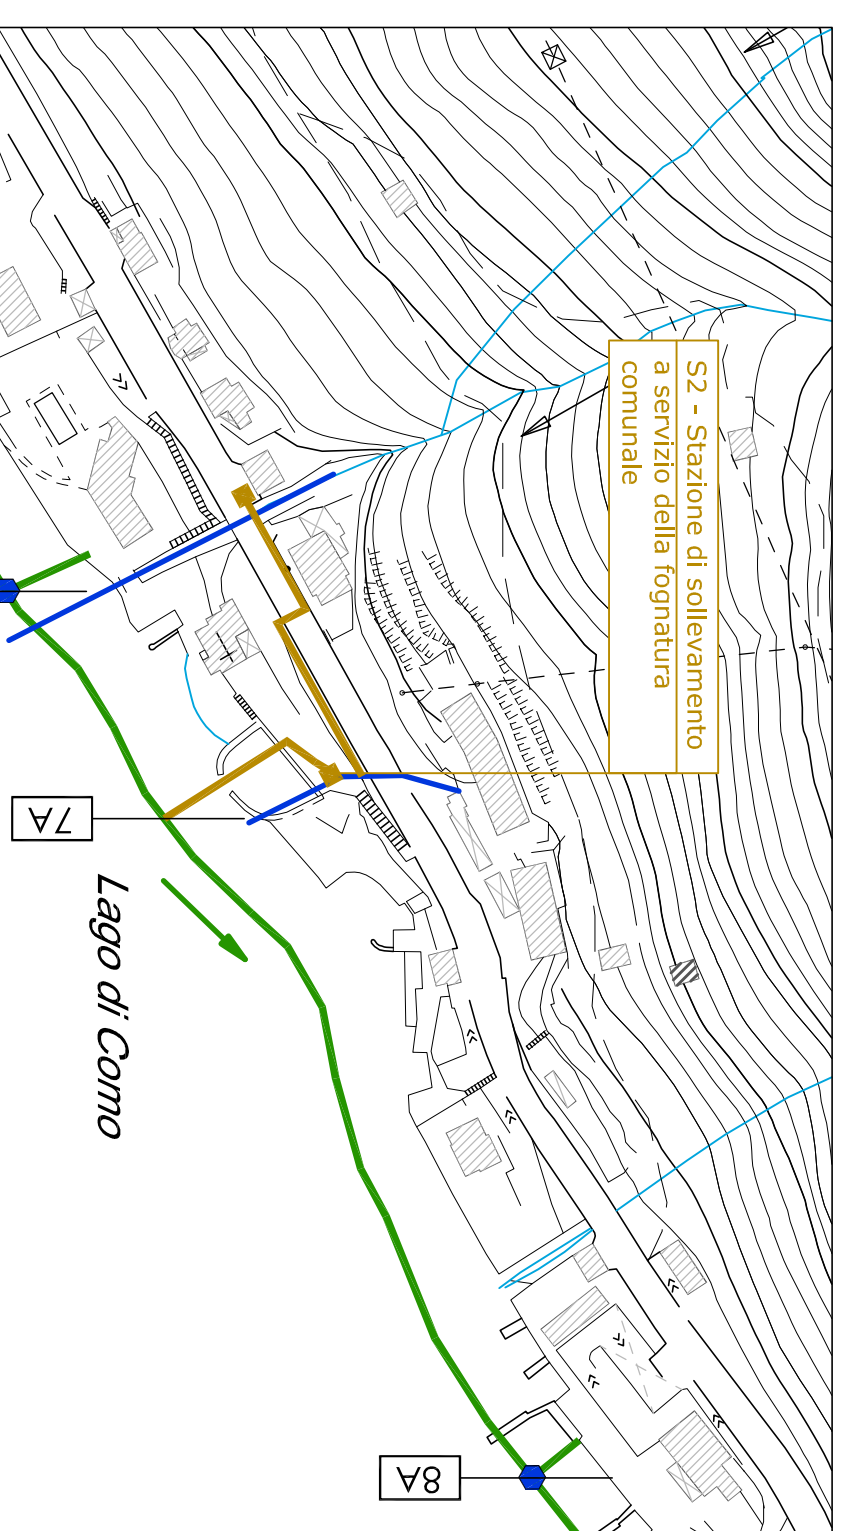 S2 - Stazione di sollevamento
a servizio della fognatura
comunale
7A
Lago di Como
8A